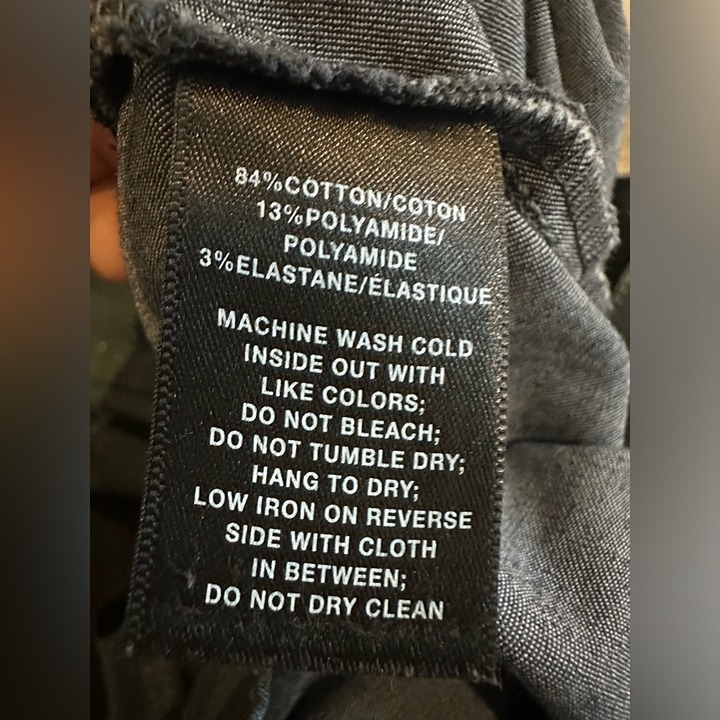 84%COTTON/COTON
13%POLYAMIDE/
POLYAMIDE
3%ELASTANE/ÉLASTIQUE
MACHINE WASH COLD
INSIDE OUT WITH
LIKE COLORS;
DO NOT BLEACH;
DO NOT TUMBLE DRY;
HANG TO DRY;
LOW IRON ON REVERSE
SIDE WITH CLOTH
IN BETWEEN;
DO NOT DRY CLEAN